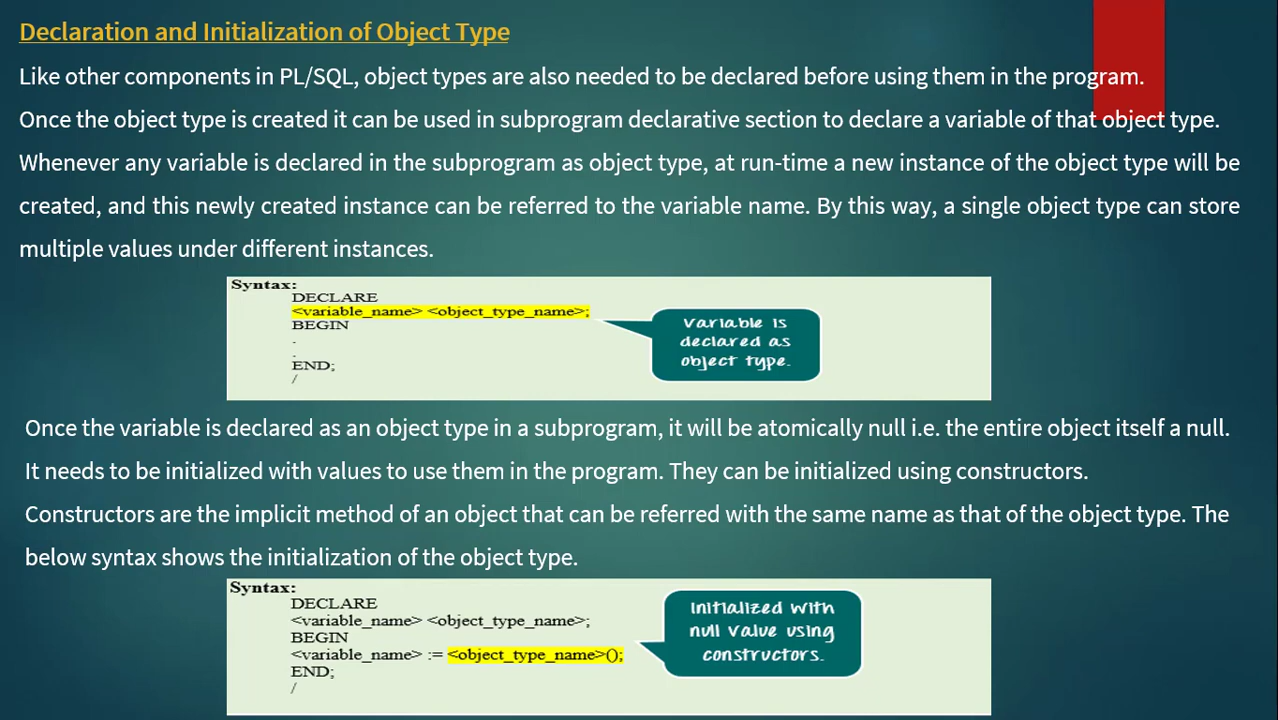 Declaration and Initialization of Object Type
Like other components in PL/SQL, object types are also needed to be declared before using them in the program.
Once the object type is created it can be used in subprogram declarative section to declare a variable of that object type.
Whenever any variable is declared in the subprogram as object type, at run-time a new instance of the object type will be
created, and this newly created instance can be referred to the variable name. By this way, a single object type can store
multiple values under different instances.
Syntax:
DECLARE
<variable_name> <object_type_name>;
BEGIN
.
.
END;
/
Variable is
declared as
object type.
Once the variable is declared as an object type in a subprogram, it will be atomically null i.e. the entire object itself a null.
It needs to be initialized with values to use them in the program. They can be initialized using constructors.
Constructors are the implicit method of an object that can be referred with the same name as that of the object type. The
below syntax shows the initialization of the object type.
Syntax:
DECLARE
<variable_name> <object_type_name>;
BEGIN
<variable_name> := <object_type_name>();
END;
/
Initialized with
null value using
constructors.